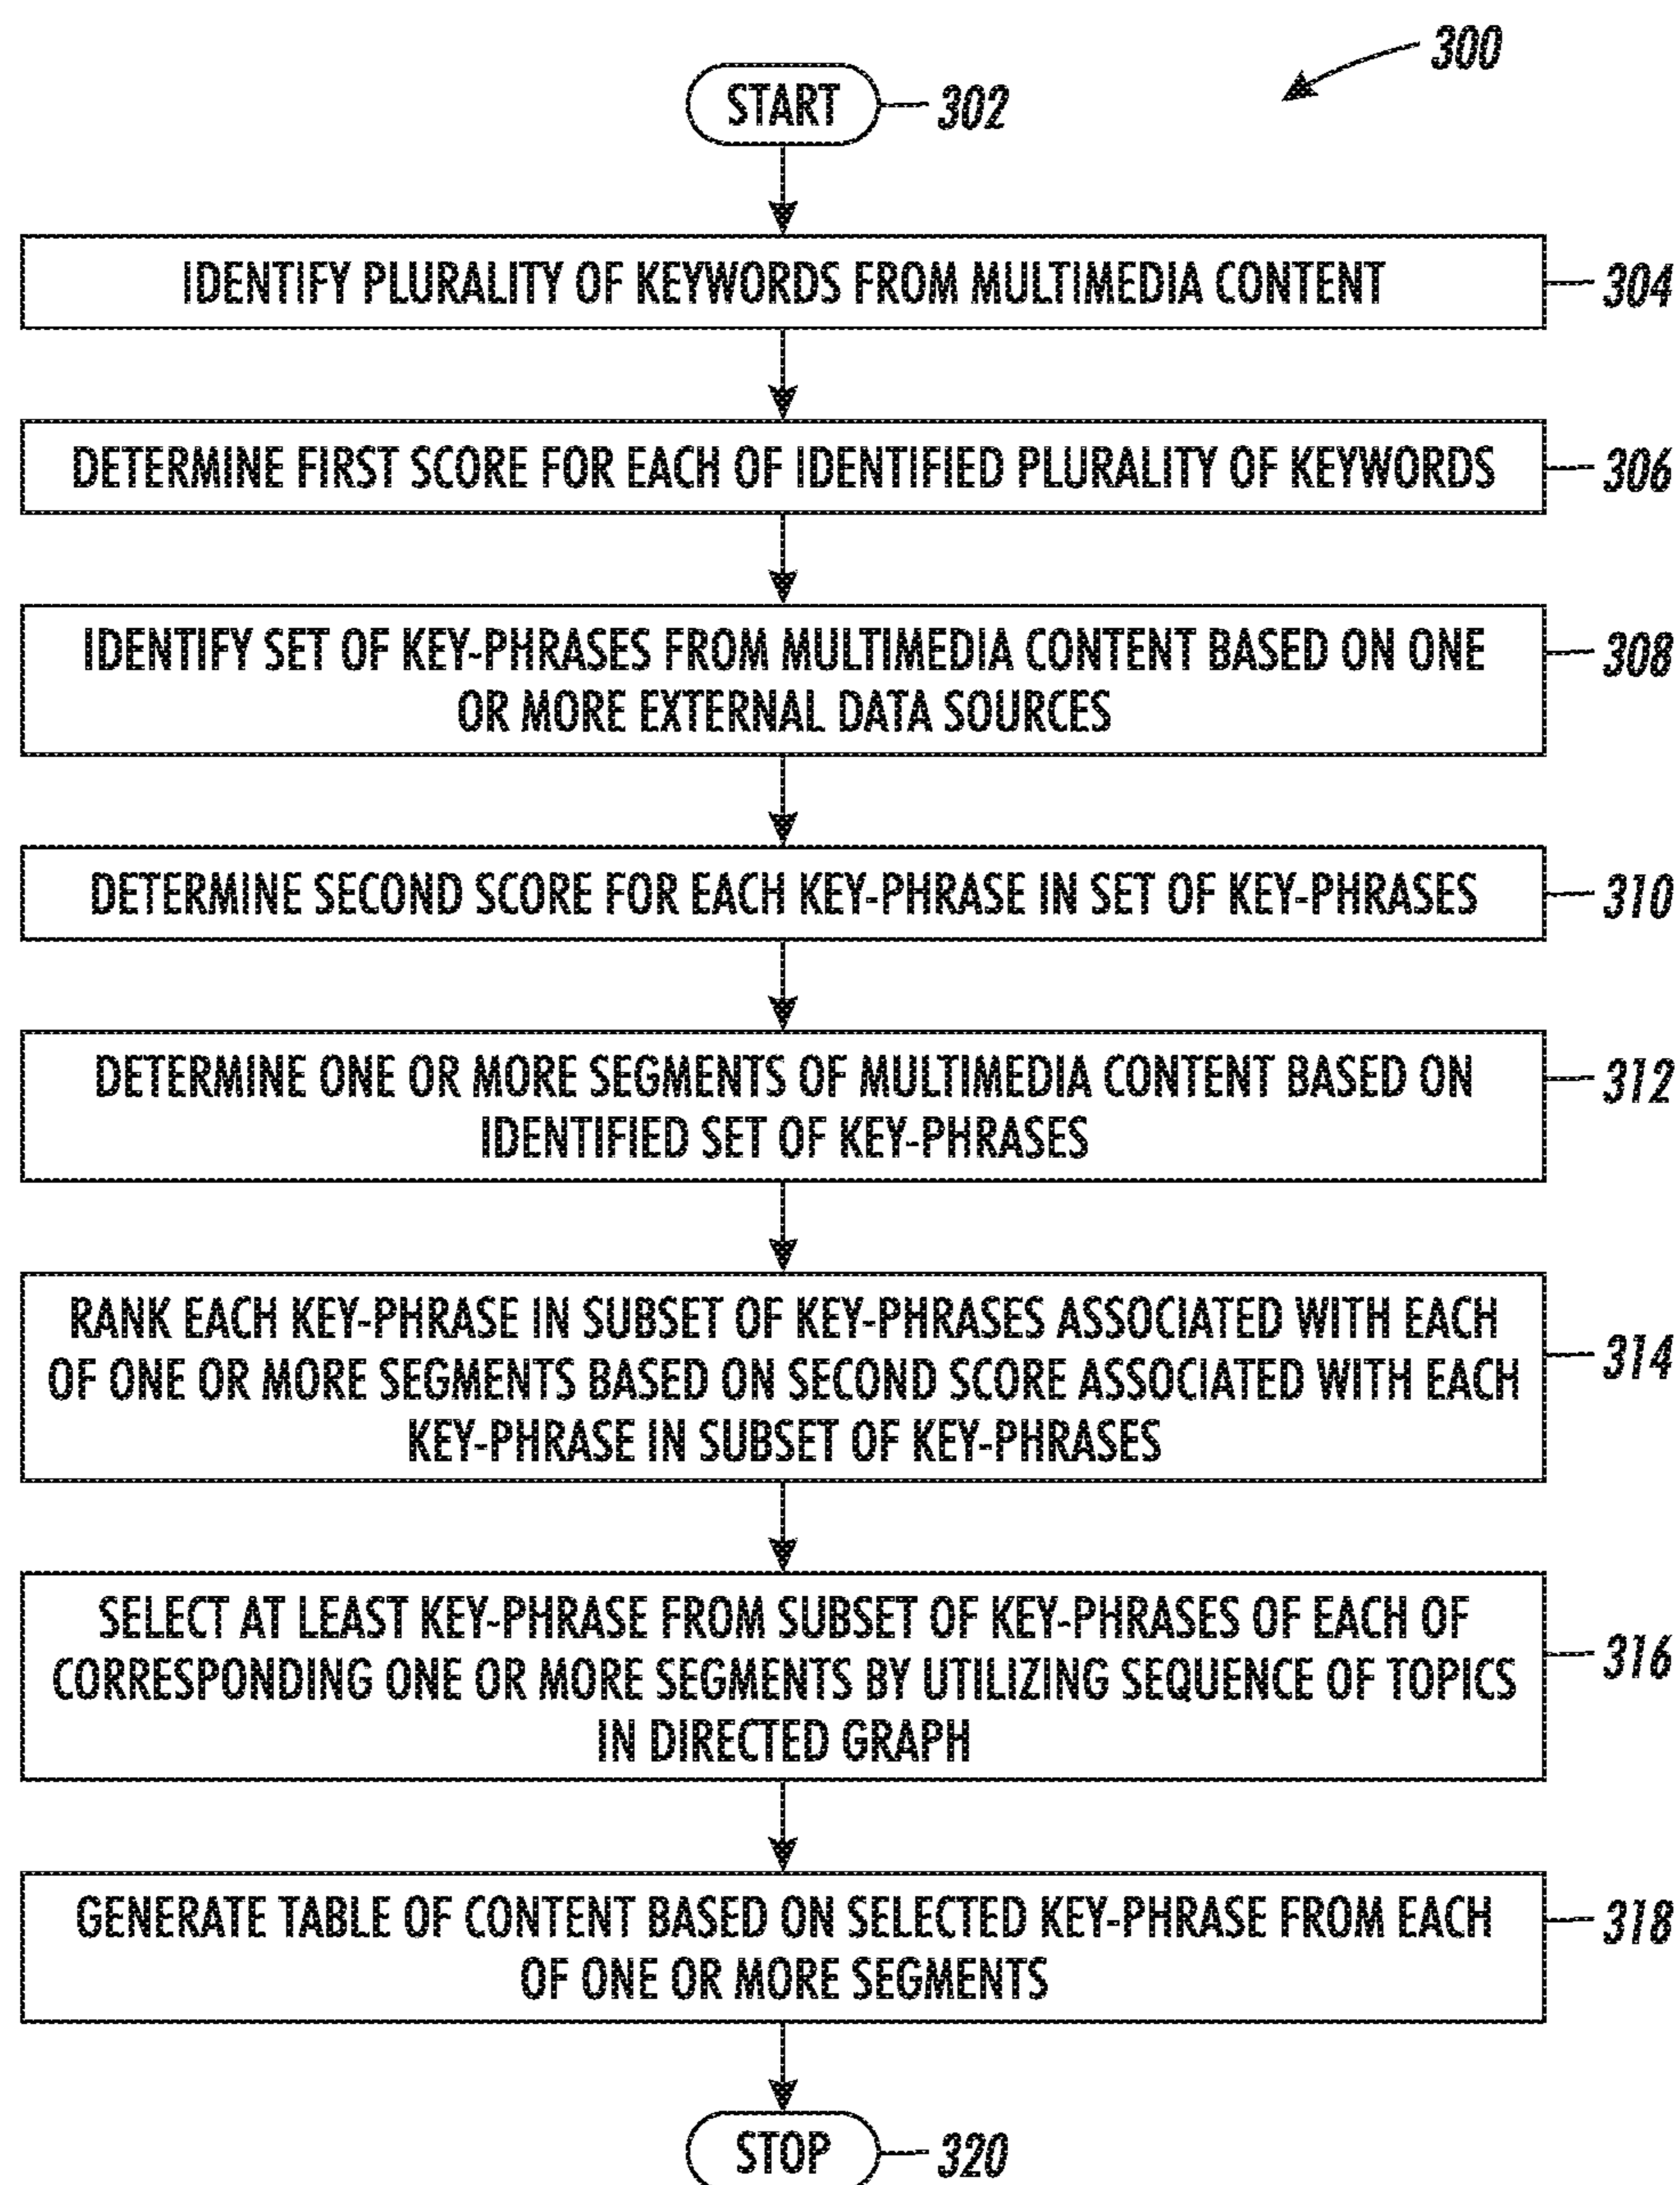 300
START 302
IDENTIFY PLURALITY OF KEYWORDS FROM MULTIMEDIA CONTENT 304
DETERMINE FIRST SCORE FOR EACH OF IDENTIFIED PLURALITY OF KEYWORDS 306
IDENTIFY SET OF KEY-PHRASES FROM MULTIMEDIA CONTENT BASED ON ONE 308
OR MORE EXTERNAL DATA SOURCES
DETERMINE SECOND SCORE FOR EACH KEY-PHRASE IN SET OF KEY-PHRASES 310
DETERMINE ONE OR MORE SEGMENTS OF MULTIMEDIA CONTENT BASED ON 312
IDENTIFIED SET OF KEY-PHRASES
RANK EACH KEY-PHRASE IN SUBSET OF KEY-PHRASES ASSOCIATED WITH EACH
OF ONE OR MORE SEGMENTS BASED ON SECOND SCORE ASSOCIATED WITH EACH 314
KEY-PHRASE IN SUBSET OF KEY-PHRASES
SELECT AT LEAST KEY-PHRASE FROM SUBSET OF KEY-PHRASES OF EACH OF
CORRESPONDING ONE OR MORE SEGMENTS BY UTILIZING SEQUENCE OF TOPICS 316
IN DIRECTED GRAPH
GENERATE TABLE OF CONTENT BASED ON SELECTED KEY-PHRASE FROM EACH 318
OF ONE OR MORE SEGMENTS
STOP 320